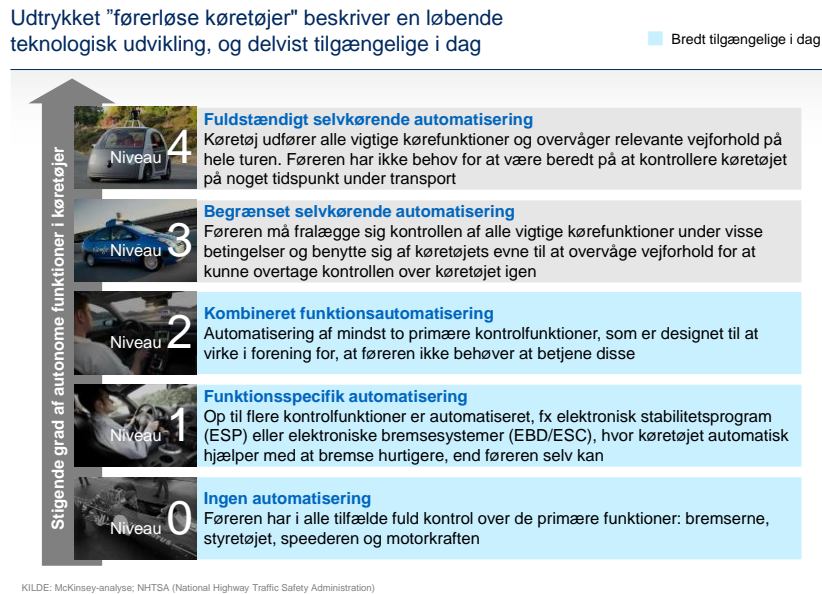 Udtrykket ”førerløse køretøjer" beskriver en løbende
teknologisk udvikling, og delvist tilgængelige i dag
Bredt tilgængelige i dag
Stigende grad af autonome funktioner i køretøjer
Niveau 4
Fuldstændigt selvkørende automatisering
Køretøj udfører alle vigtige kørefunktioner og overvåger relevante vejforhold på
hele turen. Føreren har ikke behov for at være beredt på at kontrollere køretøjet
på noget tidspunkt under transport
Niveau 3
Begrænset selvkørende automatisering
Føreren må fralægge sig kontrollen af alle vigtige kørefunktioner under visse
betingelser og benytte sig af køretøjets evne til at overvåge vejforhold for at
kunne overtage kontrollen over køretøjet igen
Niveau 2
Kombineret funktionsautomatisering
Automatisering af mindst to primære kontrolfunktioner, som er designet til at
virke i forening for, at føreren ikke behøver at betjene disse
Niveau 1
Funktionsspecifik automatisering
Op til flere kontrolfunktioner er automatiseret, fx elektronisk stabilitetsprogram
(ESP) eller elektroniske bremsesystemer (EBD/ESC), hvor køretøjet automatisk
hjælper med at bremse hurtigere, end føreren selv kan
Niveau 0
Ingen automatisering
Føreren har i alle tilfælde fuld kontrol over de primære funktioner: bremserne,
styretøjet, speederen og motorkraften
KILDE: McKinsey-analyse; NHTSA (National Highway Traffic Safety Administration)